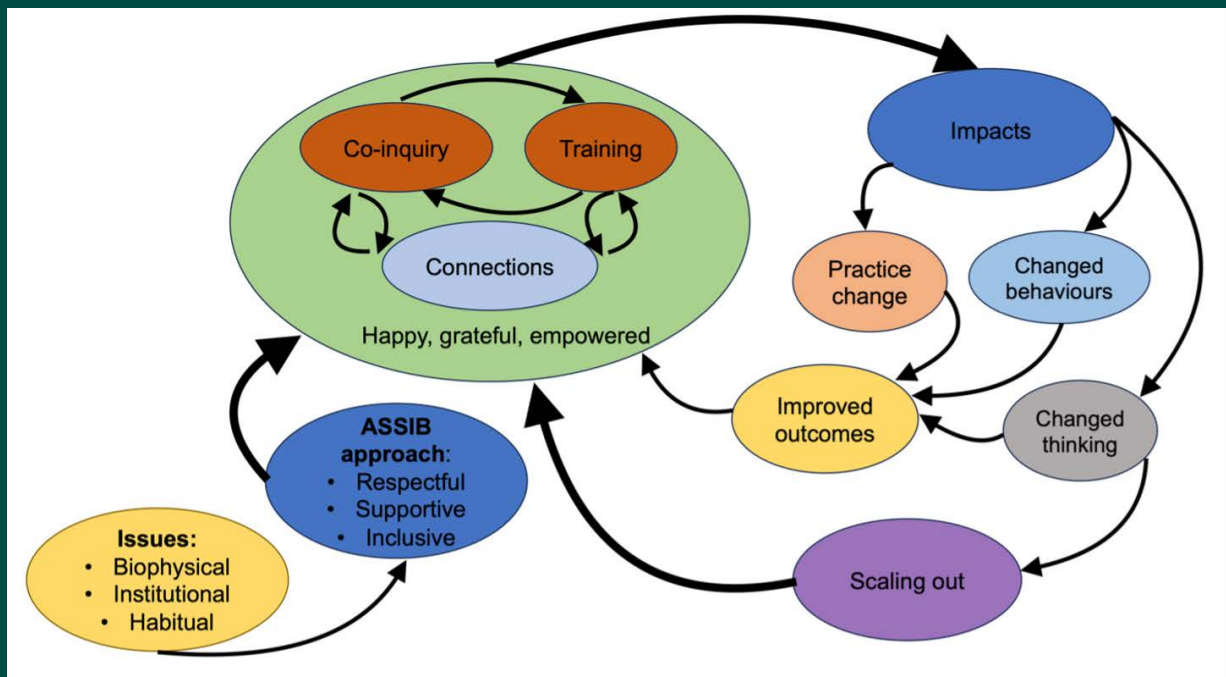 Co-inquiry
Training
Connections
Happy, grateful, empowered
Impacts
Practice
change
Changed
behaviours
Improved
outcomes
Changed
thinking
Scaling out
ASSIB
approach:
• Respectful
• Supportive
• Inclusive
Issues:
• Biophysical
• Institutional
• Habitual